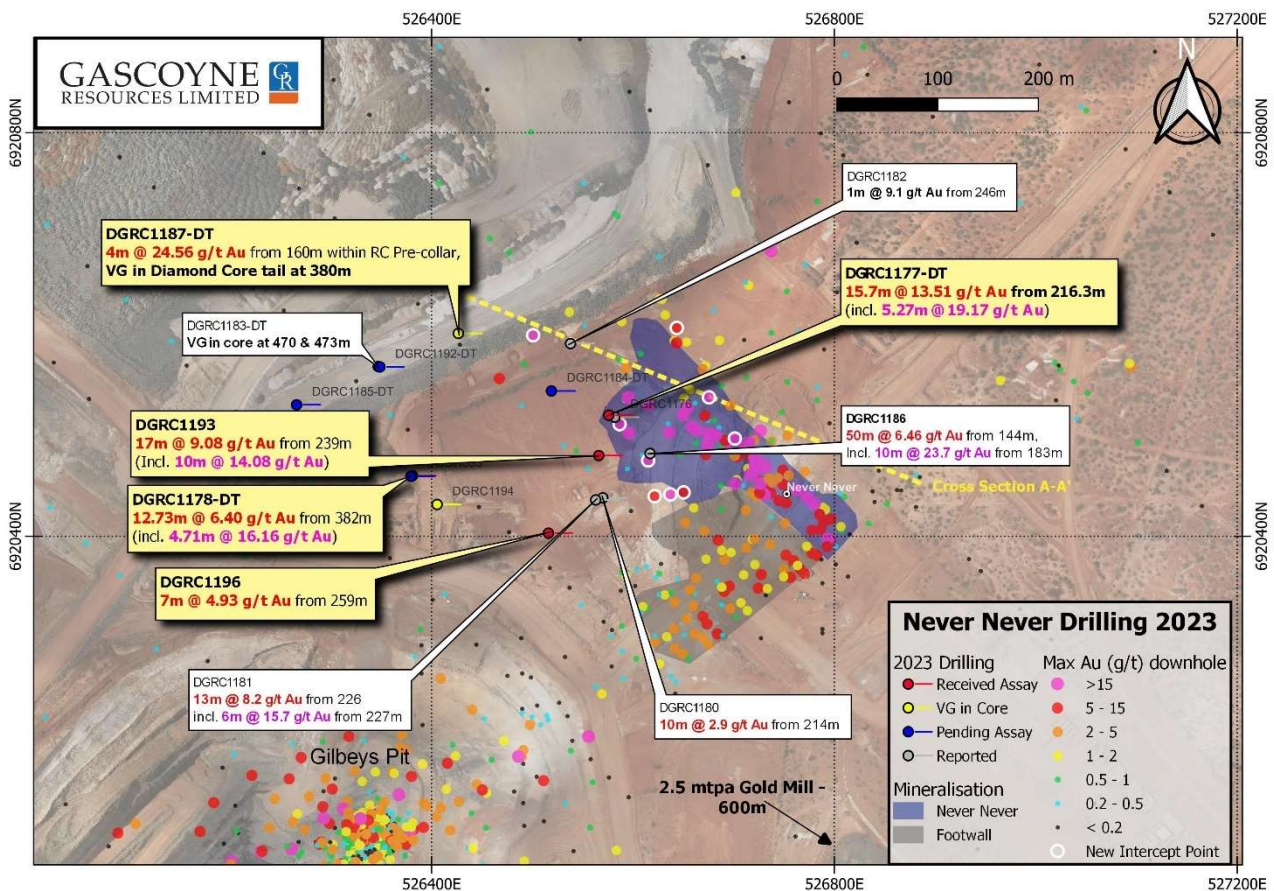 526400E
526800E
527200E
GASCOYNE
RESOURCES LIMITED
GR
N
0 100 200 m
6920800N
6920800N
DGRC1182
1m @ 9.1 g/t Au from 246m
DGRC1187-DT
4m @ 24.56 g/t Au from 160m within RC Pre-collar,
VG in Diamond Core tail at 380m
DGRC1177-DT
15.7m @ 13.51 g/t Au from 216.3m
(incl. 5.27m @ 19.17 g/t Au)
DGRC1183-DT
VG in core at 470 & 473m
DGRC1192-DT
DGRC1184-DT
DGRC1185-DT
DGRC1176
DGRC1193
17m @ 9.08 g/t Au from 239m
(Incl. 10m @ 14.08 g/t Au)
DGRC1186
50m @ 6.46 g/t Au from 144m,
Incl. 10m @ 23.7 g/t Au from 183m
Never Never
Cross Section A-A'
DGRC1178-DT
12.73m @ 6.40 g/t Au from 382m
(incl. 4.71m @ 16.16 g/t Au)
DGRC1194
6920400N
6920400N
DGRC1196
7m @ 4.93 g/t Au from 259m
DGRC1181
13m @ 8.2 g/t Au from 226
incl. 6m @ 15.7 g/t Au from 227m
DGRC1180
10m @ 2.9 g/t Au from 214m
Gilbeys Pit
2.5 mtpa Gold Mill -
600m
Never Never Drilling 2023
2023 Drilling
Received Assay
VG in Core
Pending Assay
Reported
Mineralisation
Never Never
Footwall
Max Au (g/t) downhole
>15
5 - 15
2 - 5
1 - 2
0.5 - 1
0.2 - 0.5
< 0.2
New Intercept Point
526400E
526800E
527200E